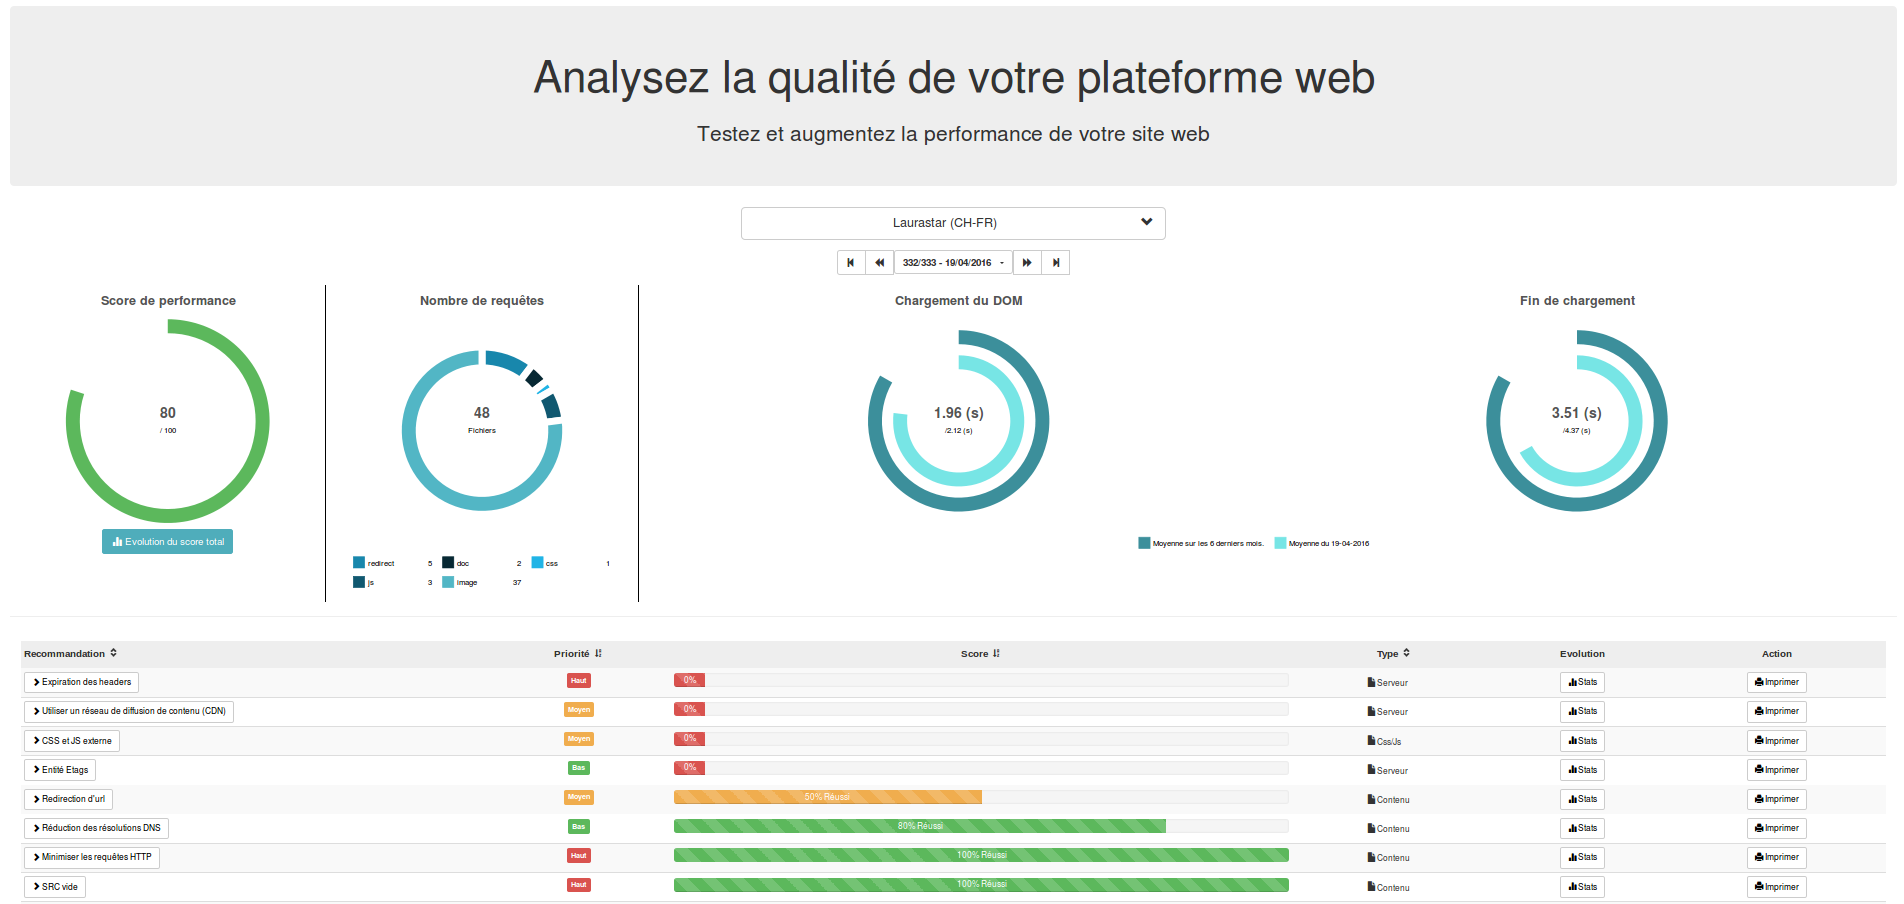 Analysez la qualité de votre plateforme web
Testez et augmentez la performance de votre site web
Laurastar (CH-FR)
332/333 - 19/04/2016
Score de performance
Nombre de requêtes
Chargement du DOM
Fin de chargement
80
/ 100
48
Fichiers
1.96 (s)
/2.12 (s)
3.51 (s)
/4.37 (s)
Evolution du score total
Moyenne sur les 6 derniers mois. Moyenne du 19-04-2016
redirect 5 doc 2 css 1
js 3 image 37
Recommandation Priorité Score Type Evolution Action
Expiration des headers Haut 0% Serveur Stats Imprimer
Utiliser un réseau de diffusion de contenu (CDN) Moyen 0% Serveur Stats Imprimer
CSS et JS externe Moyen 0% Css/Js Stats Imprimer
Entité Etags Bas 0% Serveur Stats Imprimer
Redirection d'url Moyen 50% Réussi Contenu Stats Imprimer
Réduction des résolutions DNS Bas 80% Réussi Contenu Stats Imprimer
Minimiser les requêtes HTTP Haut 100% Réussi Contenu Stats Imprimer
SRC vide Haut 100% Réussi Contenu Stats Imprimer